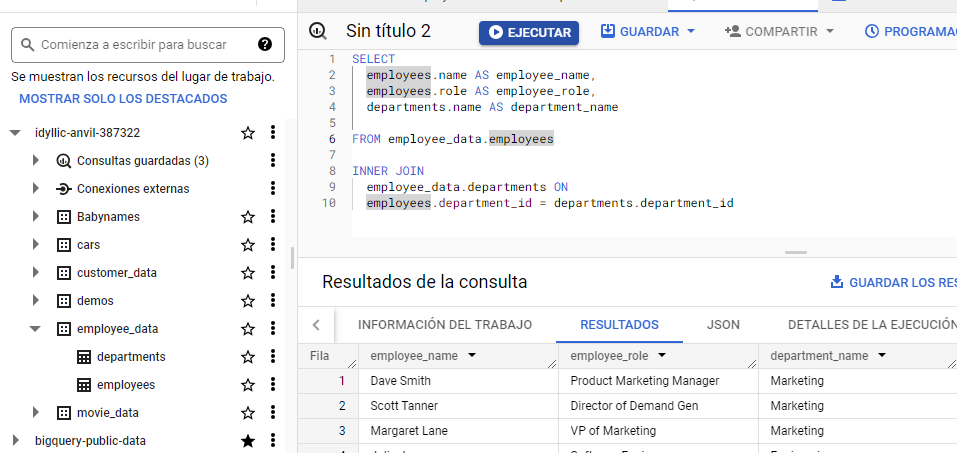 Comienza a escribir para buscar
Se muestran los recursos del lugar de trabajo.
MOSTRAR SOLO LOS DESTACADOS
idyllic-anvil-387322
Consultas guardadas (3)
Conexiones externas
Babynames
cars
customer_data
demos
employee_data
departments
employees
movie_data
bigquery-public-data
Sin título 2
EJECUTAR
GUARDAR
COMPARTIR
1 SELECT
2 employees.name AS employee_name,
3 employees.role AS employee_role,
4 departments.name AS department_name
5
6 FROM employee_data.employees
7
8 INNER JOIN
9 employee_data.departments ON
10 employees.department_id = departments.department_id
Resultados de la consulta
GUARDAR LOS
INFORMACIÓN DEL TRABAJO RESULTADOS JSON DETALLES DE LA EJECUCIÓN
Fila employee_name employee_role department_name
1 Dave Smith Product Marketing Manager Marketing
2 Scott Tanner Director of Demand Gen Marketing
3 Margaret Lane VP of Marketing Marketing